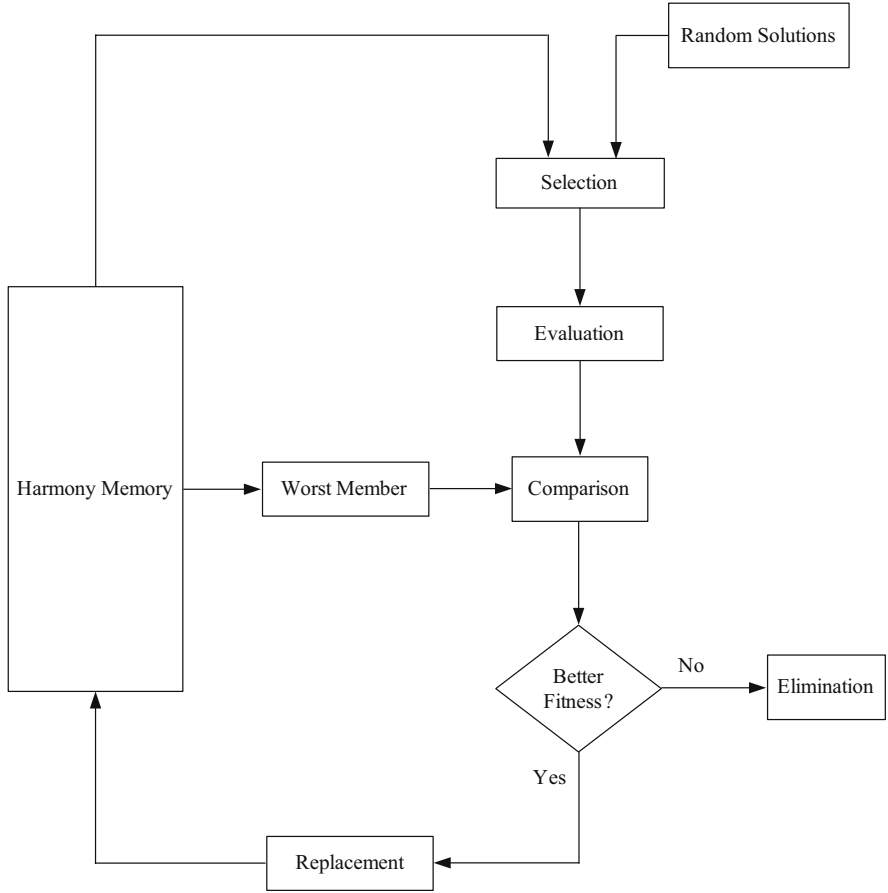 Random Solutions
Selection
Evaluation
Harmony Memory
Worst Member
Comparison
Better
Fitness?
No
Elimination
Yes
Replacement